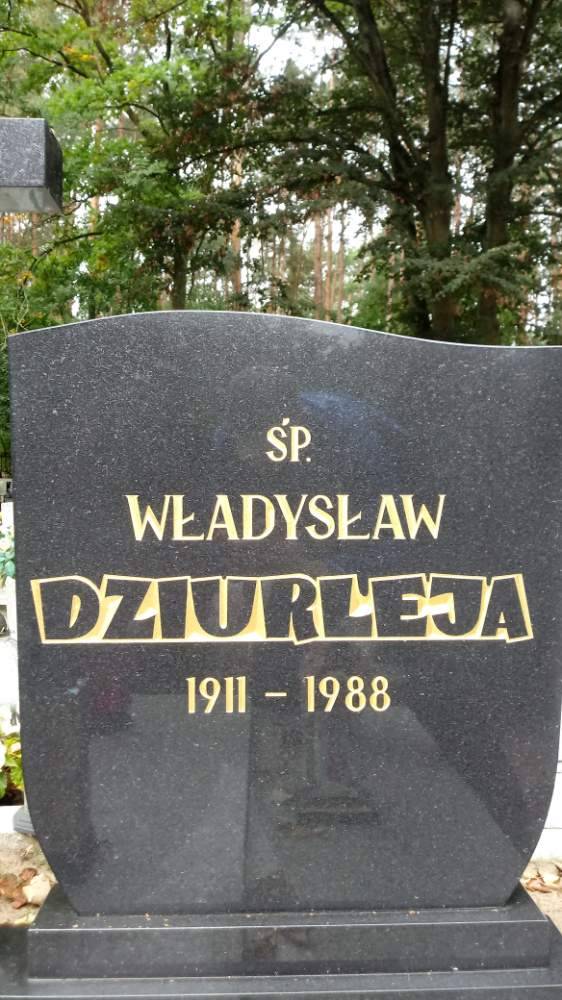 ŚP.
WŁADYSŁAW
DZIURLEJA
1911 - 1988